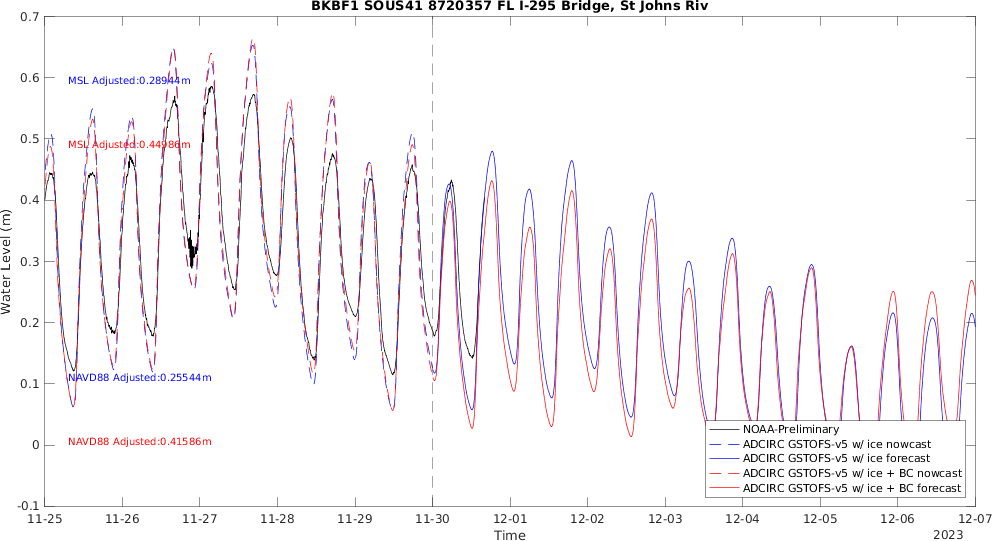 BKBF1 SOUS41 8720357 FL I-295 Bridge, St Johns Riv
0.7
0.6
0.5
0.4
0.3
0.2
0.1
0
-0.1
Water Level (m)
MSL Adjusted:0.28944m
MSL Adjusted:0.44986m
NAVD88 Adjusted:0.25544m
NAVD88 Adjusted:0.41586m
NOAA-Preliminary
ADCIRC GSTOFS-v5 w/ ice nowcast
ADCIRC GSTOFS-v5 w/ ice forecast
ADCIRC GSTOFS-v5 w/ ice + BC nowcast
ADCIRC GSTOFS-v5 w/ ice + BC forecast
11-25 11-26 11-27 11-28 11-29 11-30 12-01 12-02 12-03 12-04 12-05 12-06 12-07
Time
2023